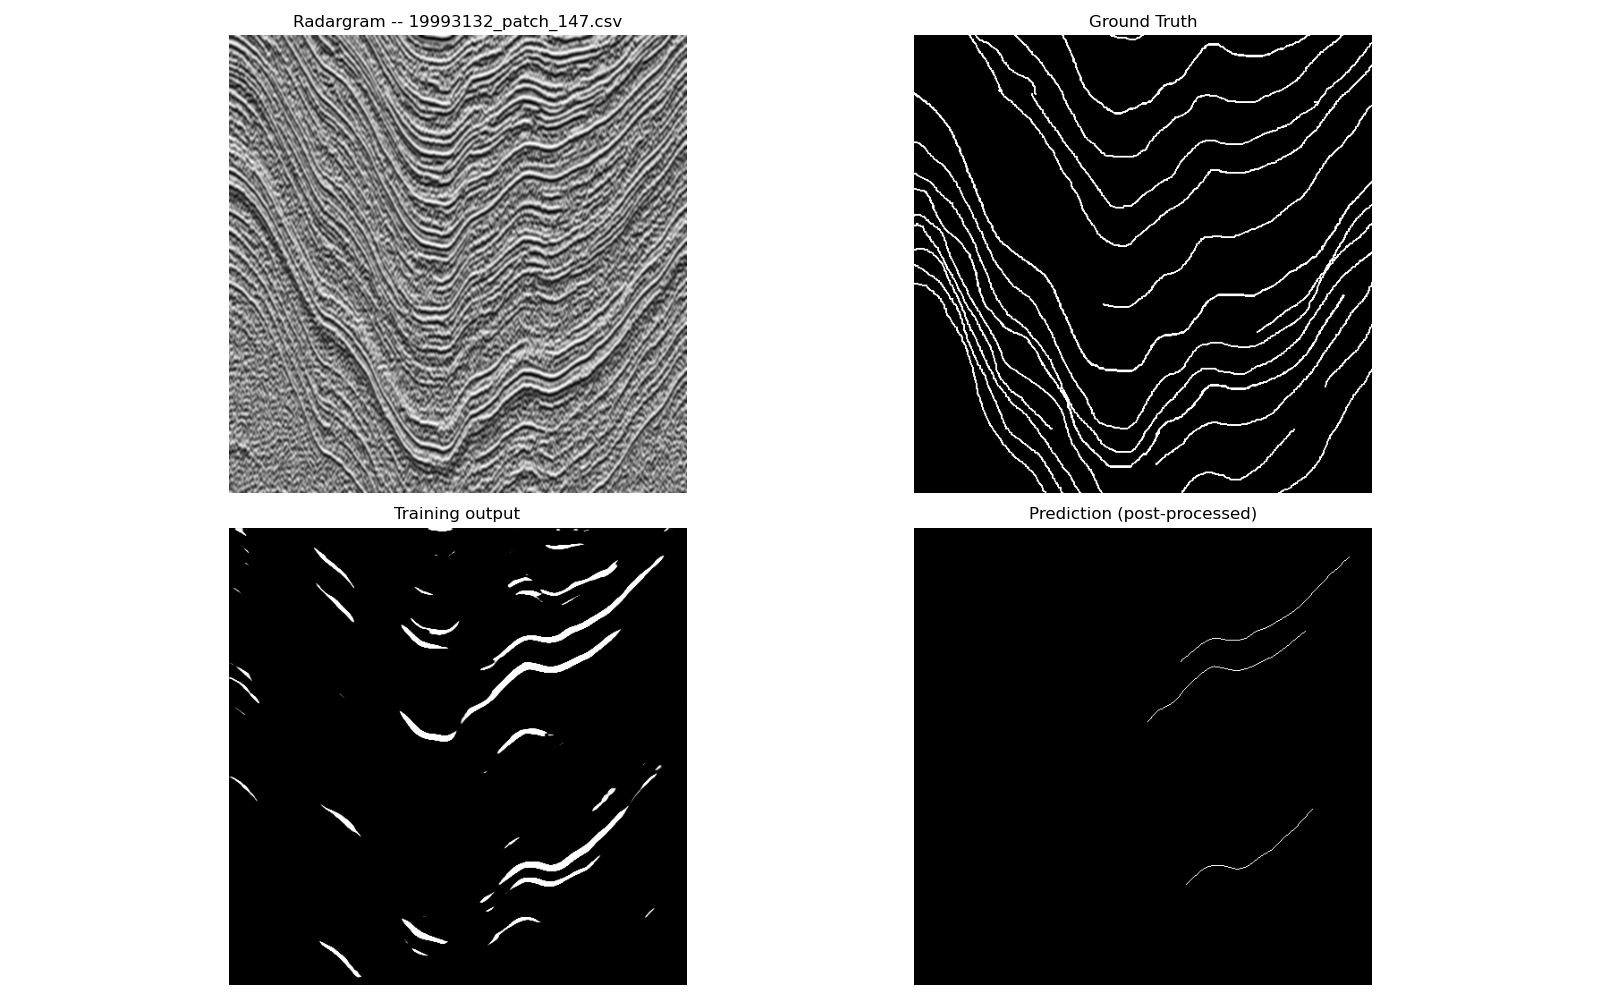 Radargram -- 19993132_patch_147.csv
Ground Truth
Training output
Prediction (post-processed)